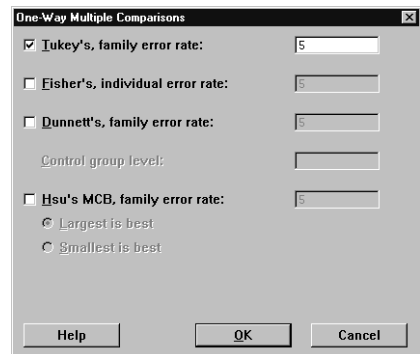 One-Way Multiple Comparisons
Tukey's, family error rate: 5
Fisher's, individual error rate: 5
Dunnett's, family error rate: 5
Control group level:
Hsu's MCB, family error rate: 5
Largest is best
Smallest is best
Help OK Cancel